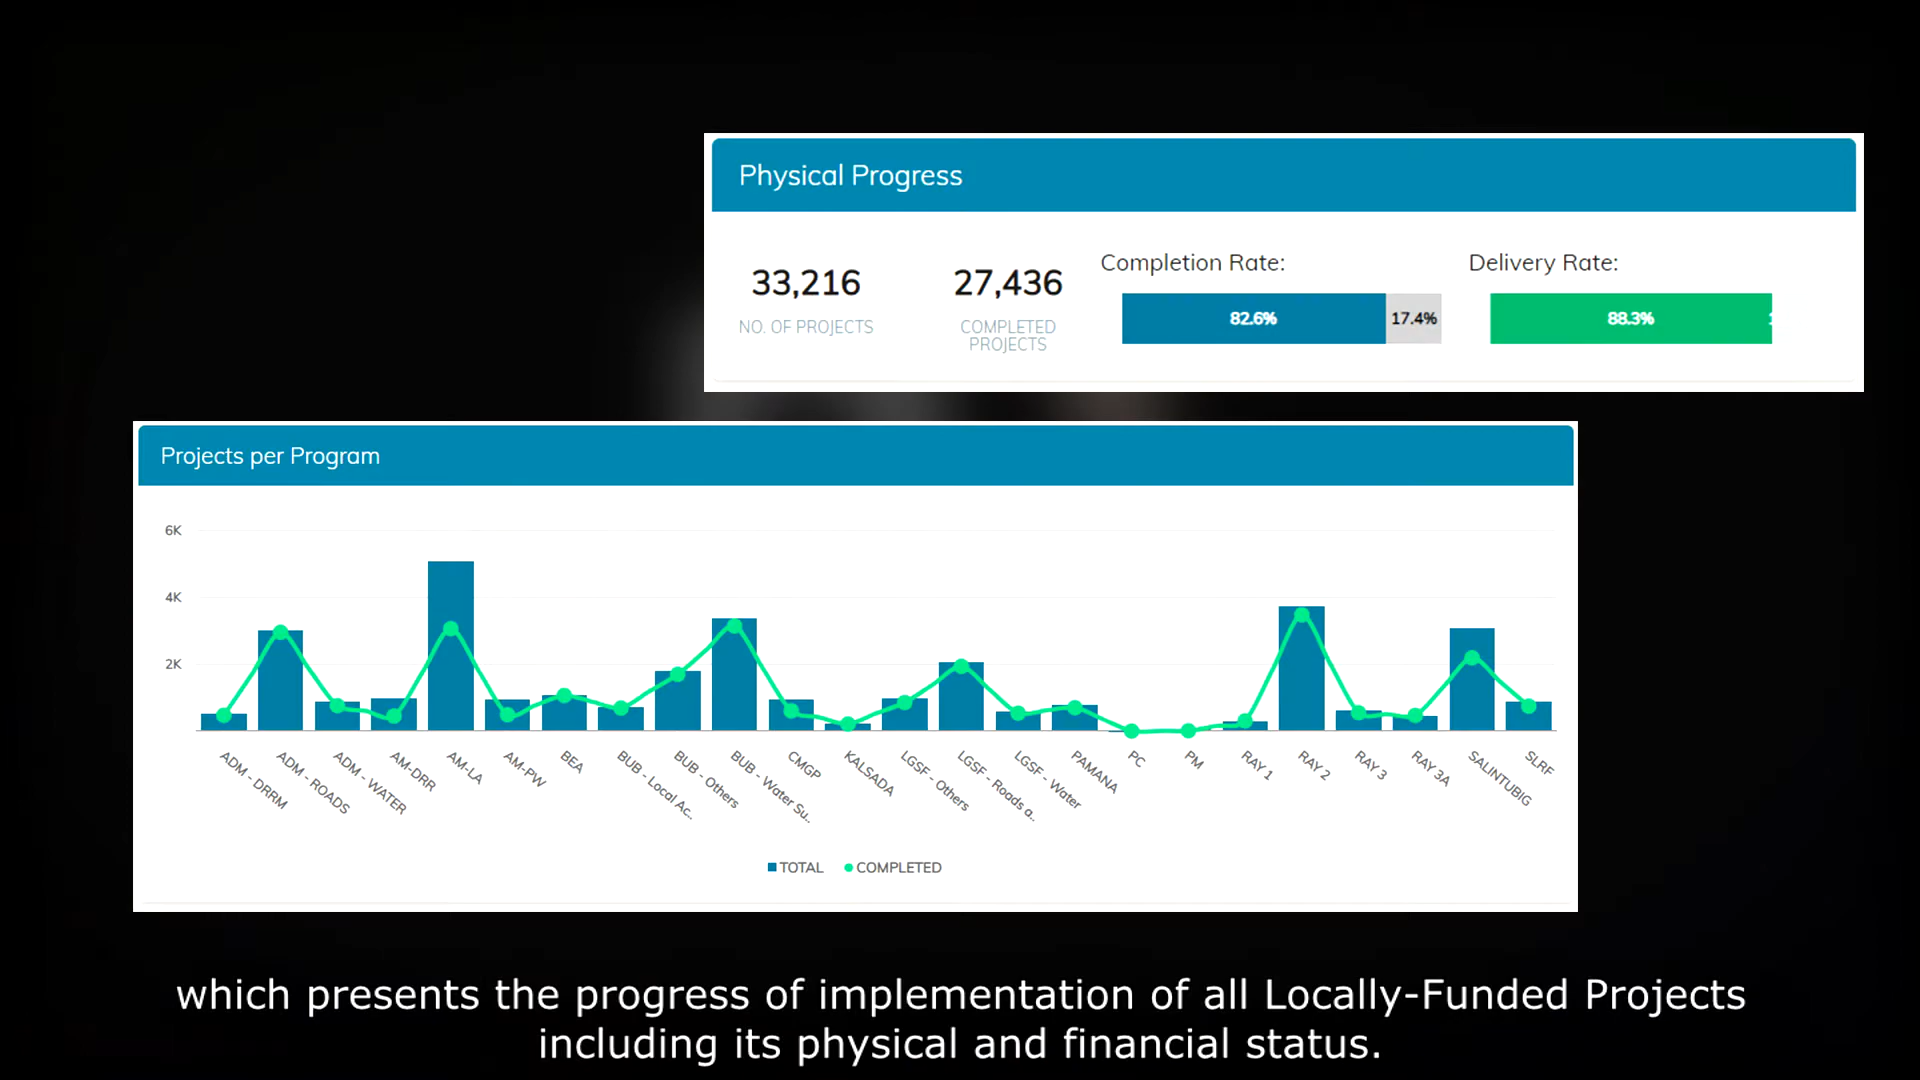 Physical Progress
33,216
NO. OF PROJECTS
27,436
COMPLETED
PROJECTS
Completion Rate:
82.6%
17.4%
Delivery Rate:
88.3%
Projects per Program
6K
4K
2K
ADM - DRRM
ADM - ROADS
ADM - WATER
AM-DRR
AM-LA
AM-PW
BEA
BUB - Local Ac..
BUB - Others
BUB - Water Su..
CMGP
KALSADA
LGSF - Others
LGSF - Roads a..
LGSF - Water
PAMANA
PC
PM
RAY 1
RAY 2
RAY 3
RAY 3A
SALINTUBIG
SLRF
TOTAL
COMPLETED
which presents the progress of implementation of all Locally-Funded Projects
including its physical and financial status.